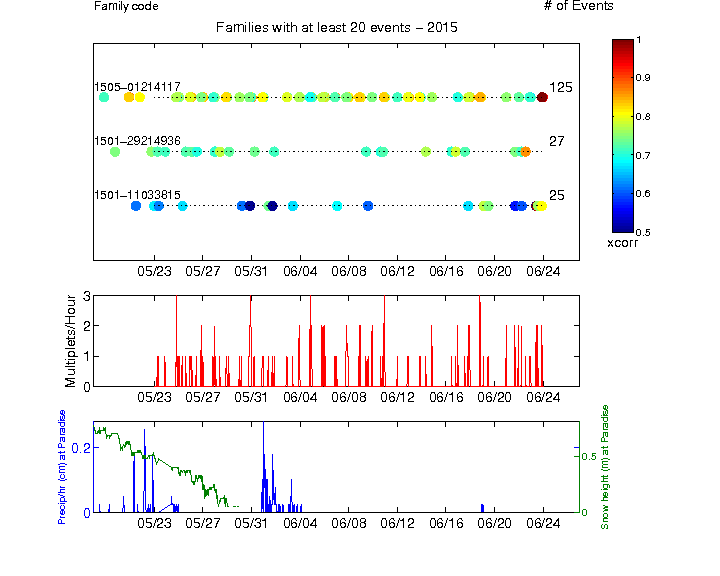 Family code
# of Events
Families with at least 20 events – 2015
1
1505–01214117
125
0.9
1501–29214936
27
0.8
0.7
1501–11033815
25
0.6
0.5
xcorr
05/23 05/27 05/31 06/04 06/08 06/12 06/16 06/20 06/24
Multiplets/Hour
3
2
1
0
05/23 05/27 05/31 06/04 06/08 06/12 06/16 06/20 06/24
Precip/hr (cm) at Paradise
0.2
0
Snow height (m) at Paradise
0.5
0
05/23 05/27 05/31 06/04 06/08 06/12 06/16 06/20 06/24